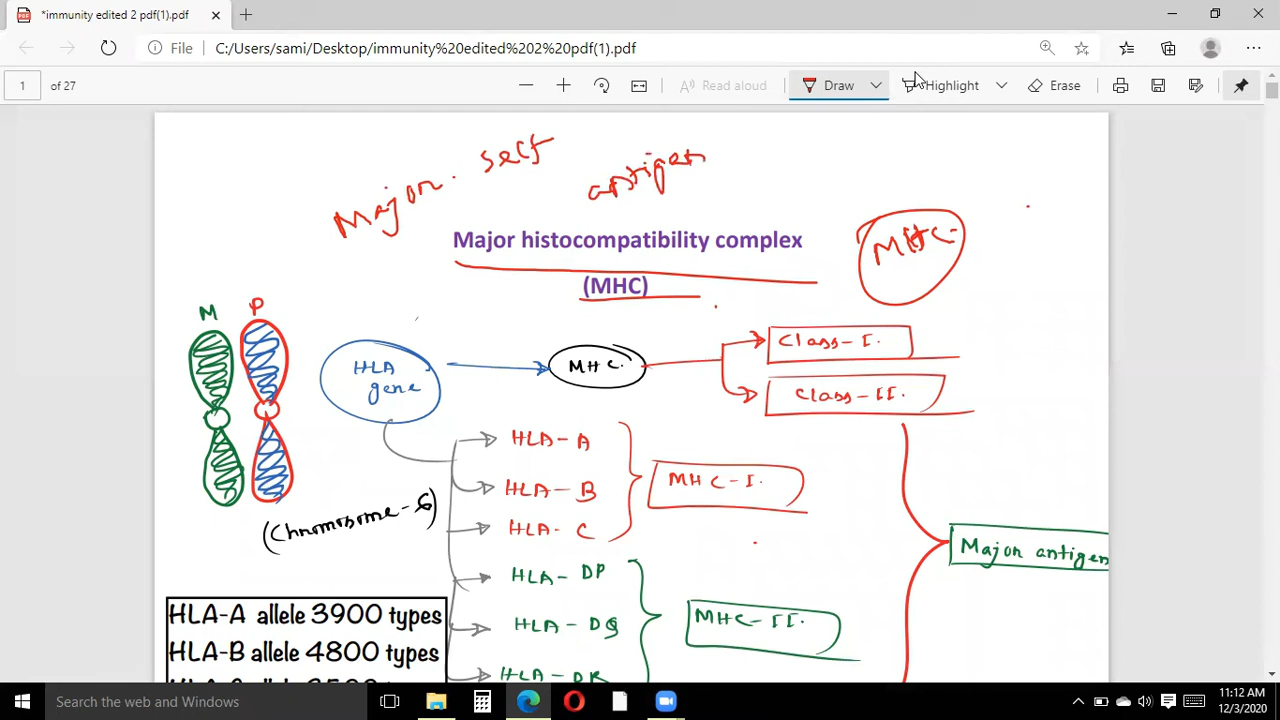 *immunity edited 2 pdf(1).pdf
File C:/Users/sami/Desktop/immunity%20edited%202%20pdf(1).pdf
1 of 27
Read aloud
Draw
Highlight
Erase
Major self antigen
Major histocompatibility complex
(MHC)
MHC
M P
HLA gene
MHC
Class-I.
Class-II.
HLA-A
HLA-B
HLA-C
MHC-I.
(Chromosome-6)
Major antigen
HLA-DP
HLA-DQ
HLA-DR
MHC-II.
HLA-A allele 3900 types
HLA-B allele 4800 types
Search the web and Windows
11:12 AM
12/3/2020